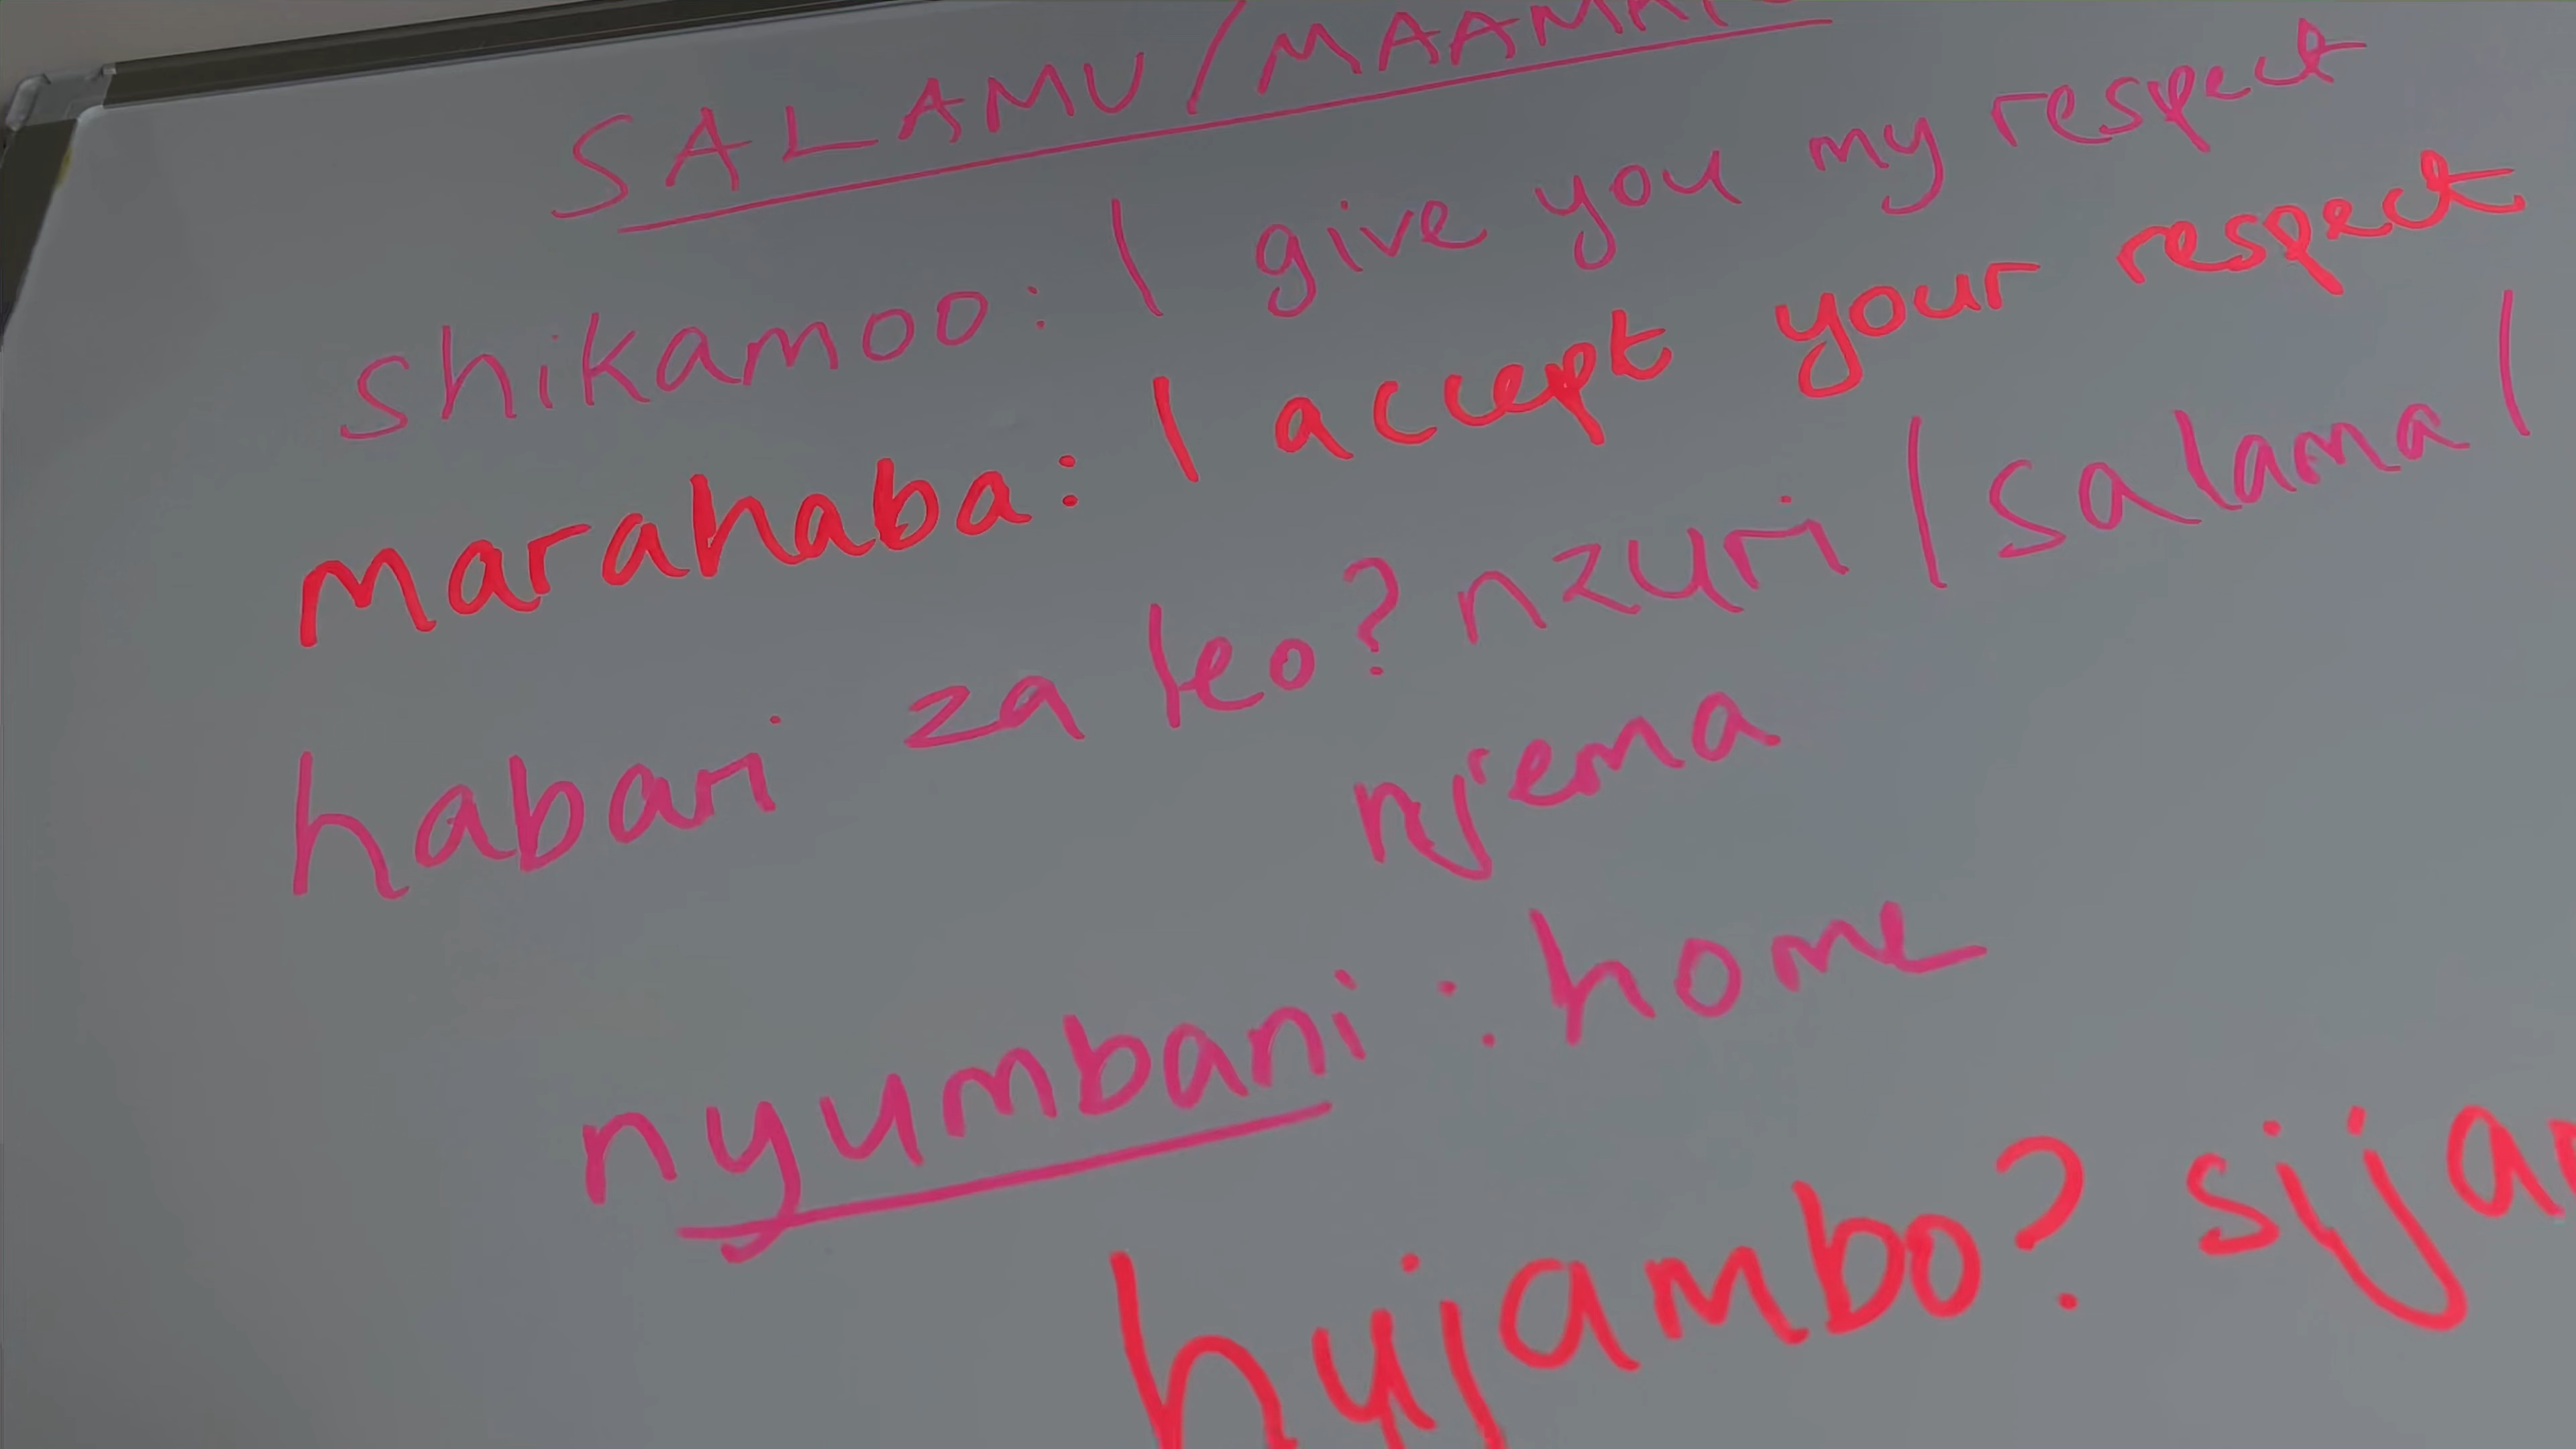 SALAMU/MAAMKI
shikamoo: I give you my respect
marahaba: I accept your respect
habari za leo? nzuri/salama/
njema
nyumbani: home
hujambo?